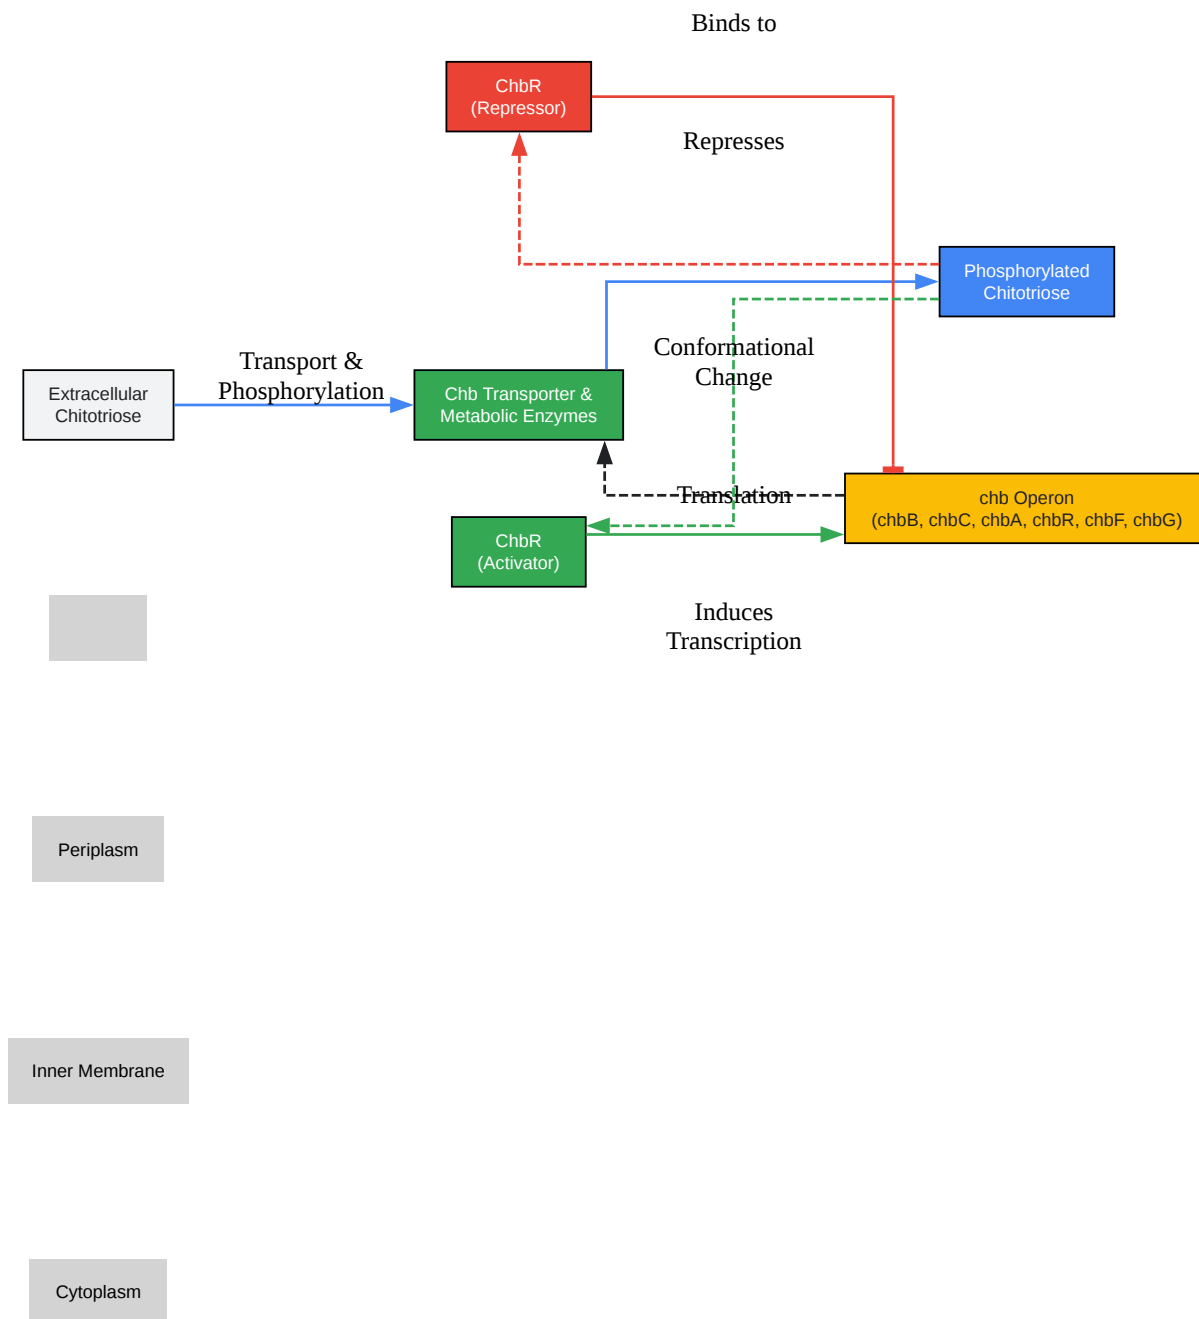 Binds to
ChbR
(Repressor)
Represses
Phosphorylated
Chitotriose
Conformational
Change
Transport &
Phosphorylation
Extracellular
Chitotriose
Chb Transporter &
Metabolic Enzymes
Translation
chb Operon
(chbB, chbC, chbA, chbR, chbF, chbG)
ChbR
(Activator)
Induces
Transcription
Periplasm
Inner Membrane
Cytoplasm